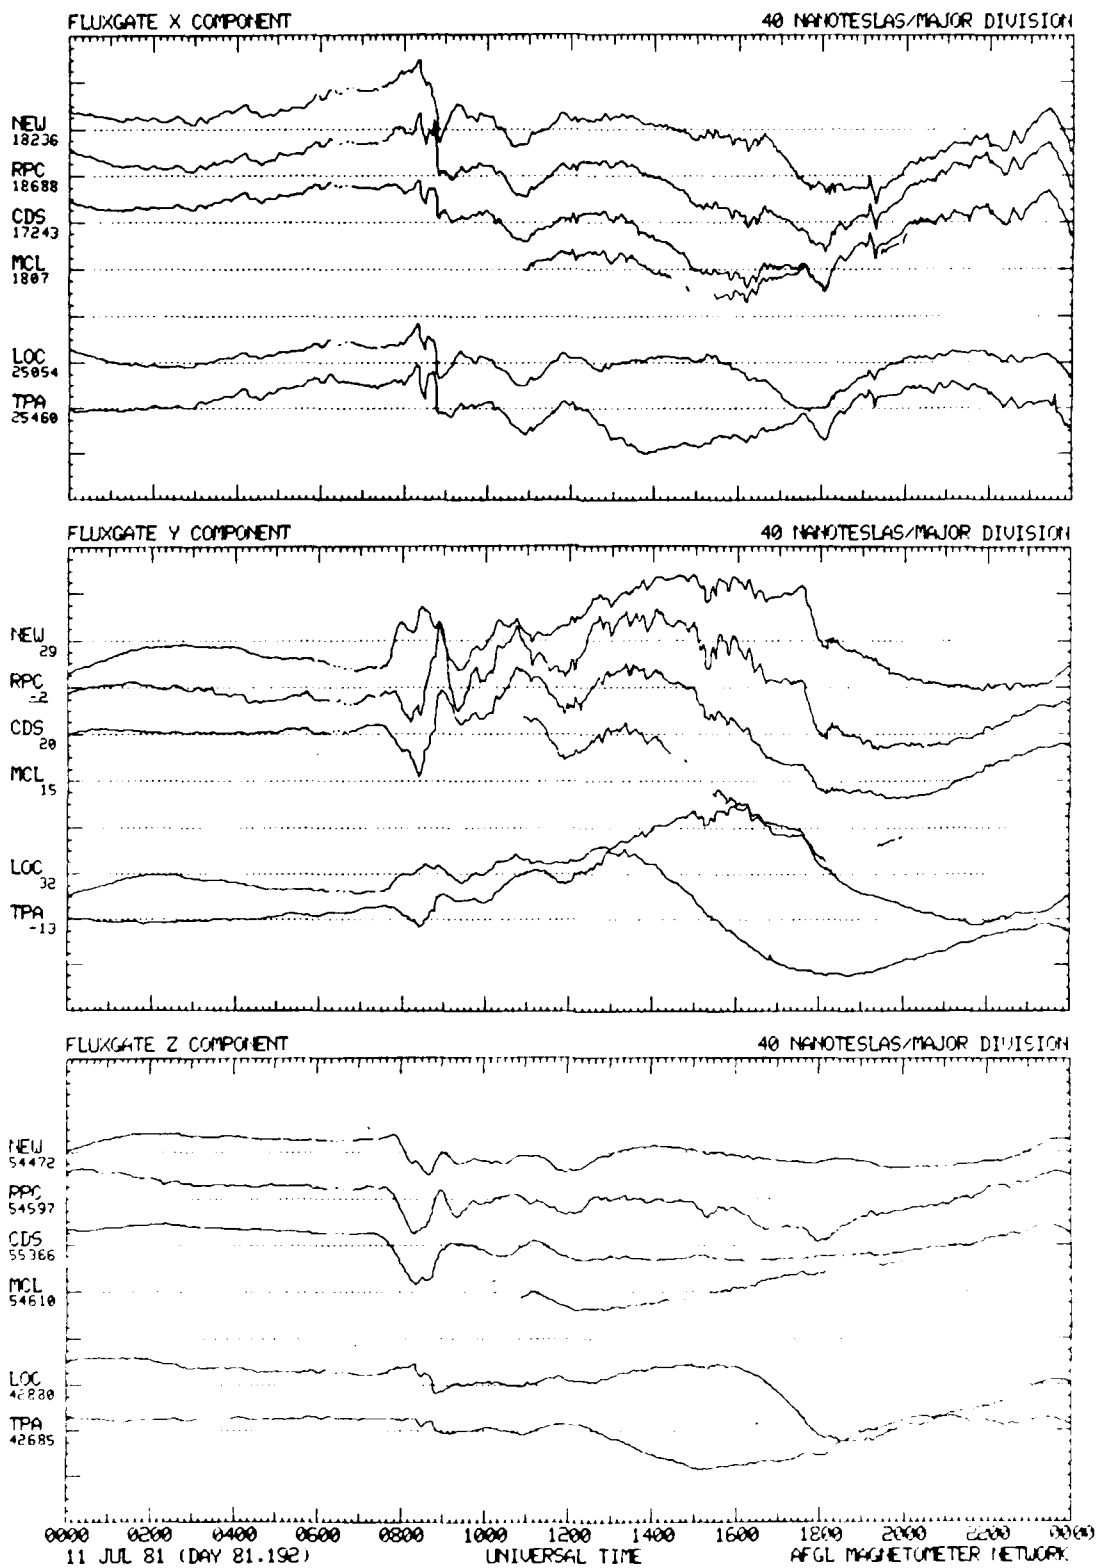 FLUXGATE X COMPONENT 40 NANOTESLAS/MAJOR DIVISION
NEW
18236
RPC
18688
CDS
17243
MCL
1807
LOC
25054
TPA
25460
FLUXGATE Y COMPONENT 40 NANOTESLAS/MAJOR DIVISION
NEW
29
RPC
-2
CDS
20
MCL
15
LOC
32
TPA
-13
FLUXGATE Z COMPONENT 40 NANOTESLAS/MAJOR DIVISION
NEW
54472
RPC
54597
CDS
55366
MCL
54610
LOC
42880
TPA
42685
0000 0200 0400 0600 0800 1000 1200 1400 1600 1800 2000 2200 0000
11 JUL 81 (DAY 81.192) UNIVERSAL TIME AFGL MAGNETOMETER NETWORK